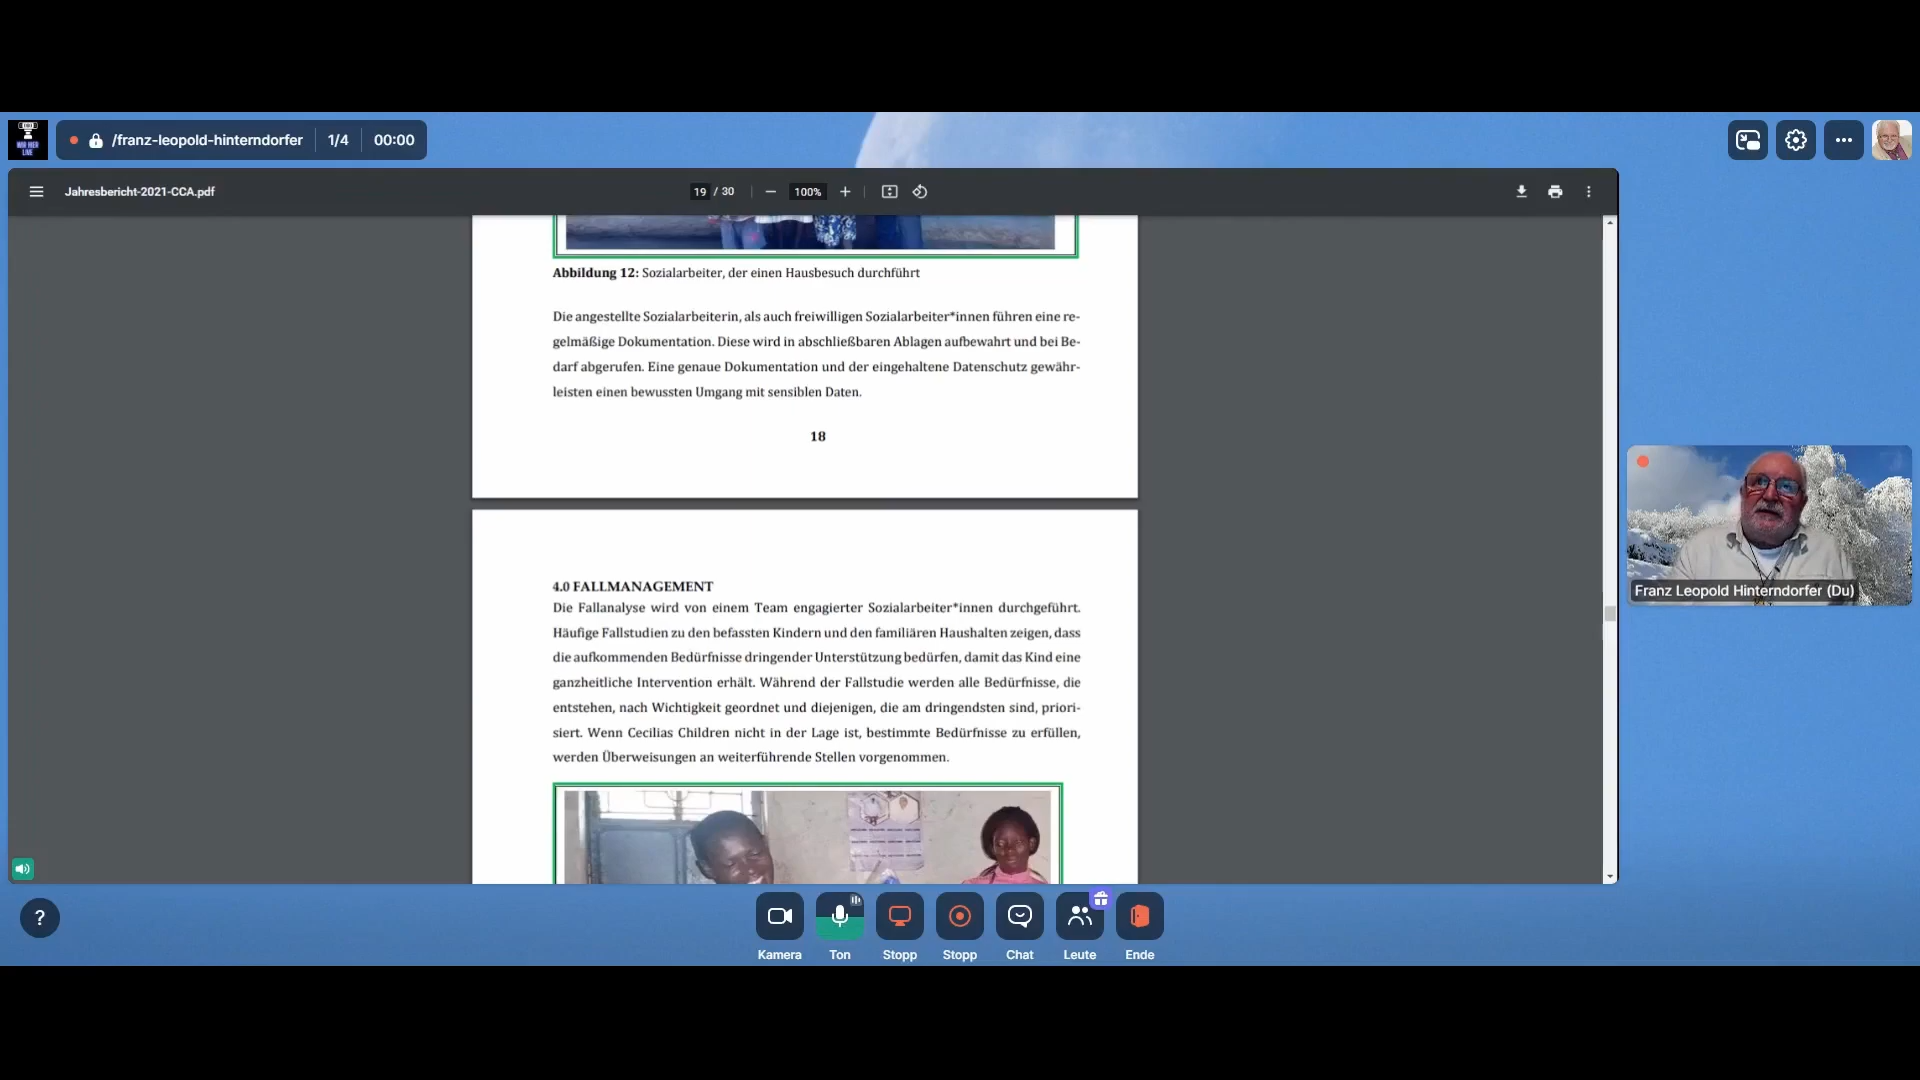 /franz-leopold-hinterndorfer 1/4 00:00
Jahresbericht-2021-CCA.pdf 19 / 30 100%
Abbildung 12: Sozialarbeiter, der einen Hausbesuch durchführt
Die angestellte Sozialarbeiterin, als auch freiwilligen Sozialarbeiter*innen führen eine re-
gelmäßige Dokumentation. Diese wird in abschließbaren Ablagen aufbewahrt und bei Be-
darf abgerufen. Eine genaue Dokumentation und der eingehaltene Datenschutz gewähr-
leisten einen bewussten Umgang mit sensiblen Daten.
18
4.0 FALLMANAGEMENT
Die Fallanalyse wird von einem Team engagierter Sozialarbeiter*innen durchgeführt.
Häufige Fallstudien zu den befassten Kindern und den familiären Haushalten zeigen, dass
die aufkommenden Bedürfnisse dringender Unterstützung bedürfen, damit das Kind eine
ganzheitliche Intervention erhält. Während der Fallstudie werden alle Bedürfnisse, die
entstehen, nach Wichtigkeit geordnet und diejenigen, die am dringendsten sind, priori-
siert. Wenn Cecilias Children nicht in der Lage ist, bestimmte Bedürfnisse zu erfüllen,
werden Überweisungen an weiterführende Stellen vorgenommen.
Franz Leopold Hinterndorfer (Du)
?
Kamera Ton Stopp Stopp Chat Leute Ende